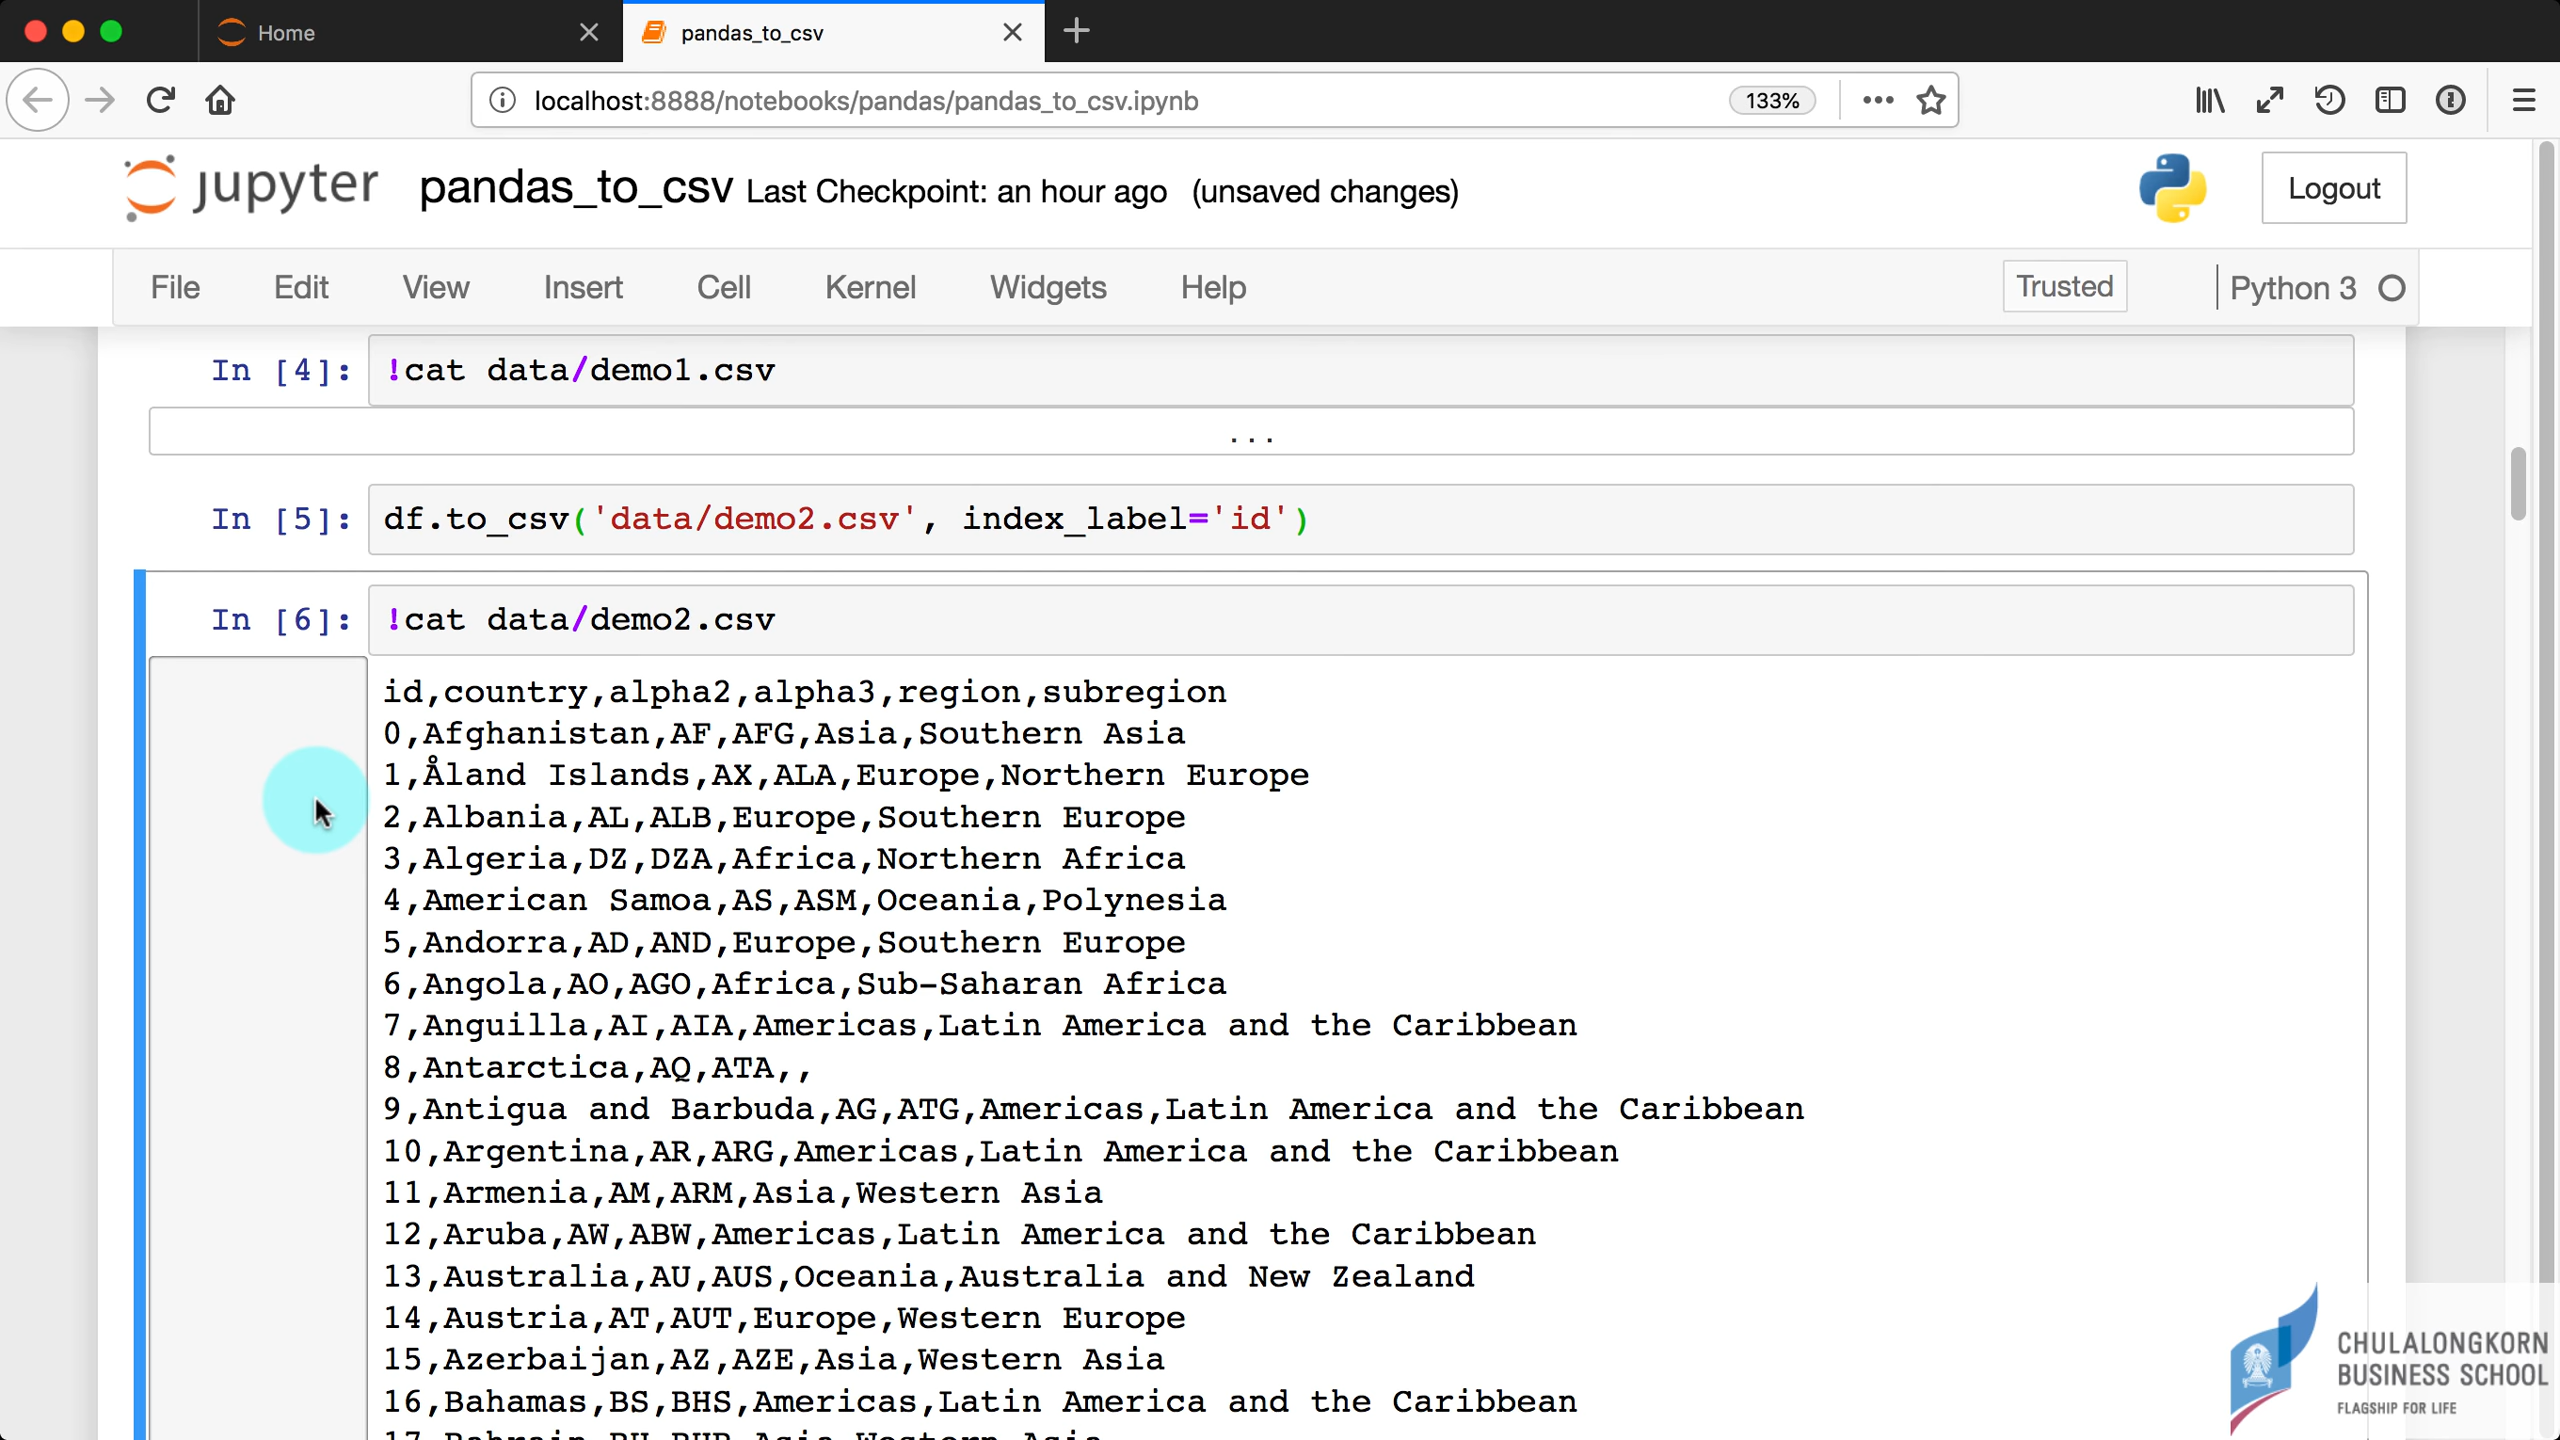 Home
pandas_to_csv
localhost:8888/notebooks/pandas/pandas_to_csv.ipynb
133%
jupyter pandas_to_csv Last Checkpoint: an hour ago (unsaved changes)
Logout
File Edit View Insert Cell Kernel Widgets Help
Trusted
Python 3
In [4]: !cat data/demo1.csv
...
In [5]: df.to_csv('data/demo2.csv', index_label='id')
In [6]: !cat data/demo2.csv
id,country,alpha2,alpha3,region,subregion
0,Afghanistan,AF,AFG,Asia,Southern Asia
1,Åland Islands,AX,ALA,Europe,Northern Europe
2,Albania,AL,ALB,Europe,Southern Europe
3,Algeria,DZ,DZA,Africa,Northern Africa
4,American Samoa,AS,ASM,Oceania,Polynesia
5,Andorra,AD,AND,Europe,Southern Europe
6,Angola,AO,AGO,Africa,Sub-Saharan Africa
7,Anguilla,AI,AIA,Americas,Latin America and the Caribbean
8,Antarctica,AQ,ATA,,
9,Antigua and Barbuda,AG,ATG,Americas,Latin America and the Caribbean
10,Argentina,AR,ARG,Americas,Latin America and the Caribbean
11,Armenia,AM,ARM,Asia,Western Asia
12,Aruba,AW,ABW,Americas,Latin America and the Caribbean
13,Australia,AU,AUS,Oceania,Australia and New Zealand
14,Austria,AT,AUT,Europe,Western Europe
15,Azerbaijan,AZ,AZE,Asia,Western Asia
16,Bahamas,BS,BHS,Americas,Latin America and the Caribbean
17,Bahrain,BH,BHR,Asia,Western Asia
CHULALONGKORN
BUSINESS SCHOOL
FLAGSHIP FOR LIFE